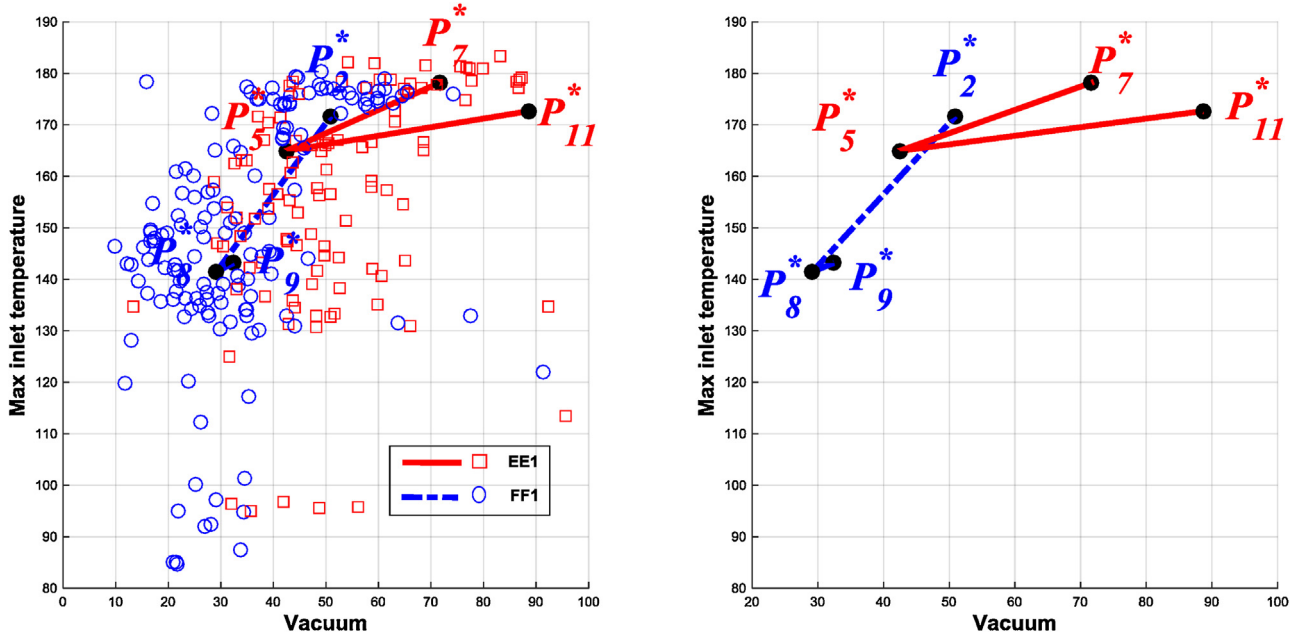 190
180
170
160
150
140
130
120
110
100
90
80
0 10 20 30 40 50 60 70 80 90 100
Max inlet temperature
Vacuum
P*2
P*7
P*5
P*11
P*8
P*9
EE1
FF1
190
180
170
160
150
140
130
120
110
100
90
80
20 30 40 50 60 70 80 90 100
Max inlet temperature
Vacuum
P*2
P*7
P*5
P*11
P*8
P*9